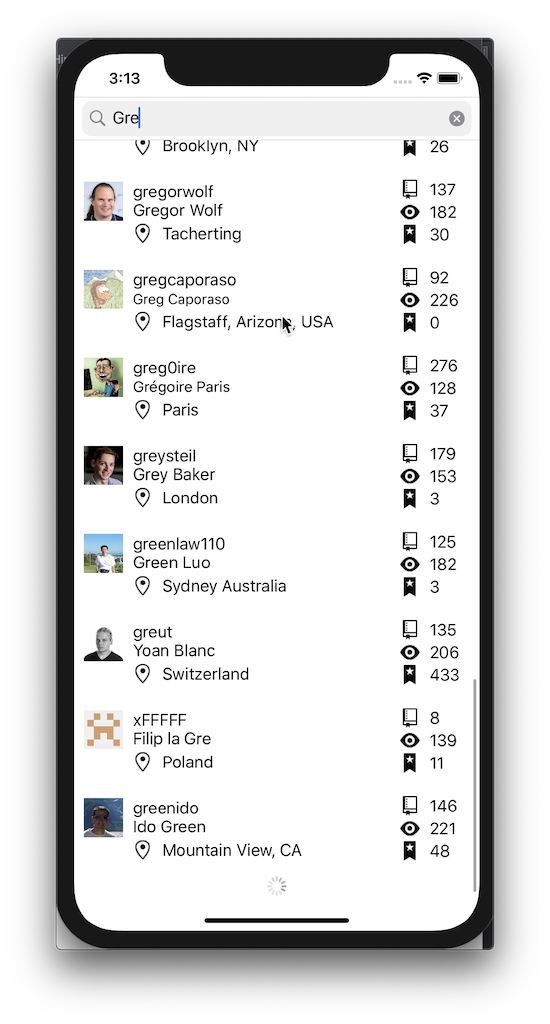 3:13
Gre
Brooklyn, NY
26
gregorwolf
137
Gregor Wolf
182
Tacherting
30
gregcaporaso
92
Greg Caporaso
226
Flagstaff, Arizona, USA
0
greg0ire
276
Grégoire Paris
128
Paris
37
greysteil
179
Grey Baker
153
London
3
greenlaw110
125
Green Luo
182
Sydney Australia
3
greut
135
Yoan Blanc
206
Switzerland
433
xFFFFF
8
Filip la Gre
139
Poland
11
greenido
146
Ido Green
221
Mountain View, CA
48